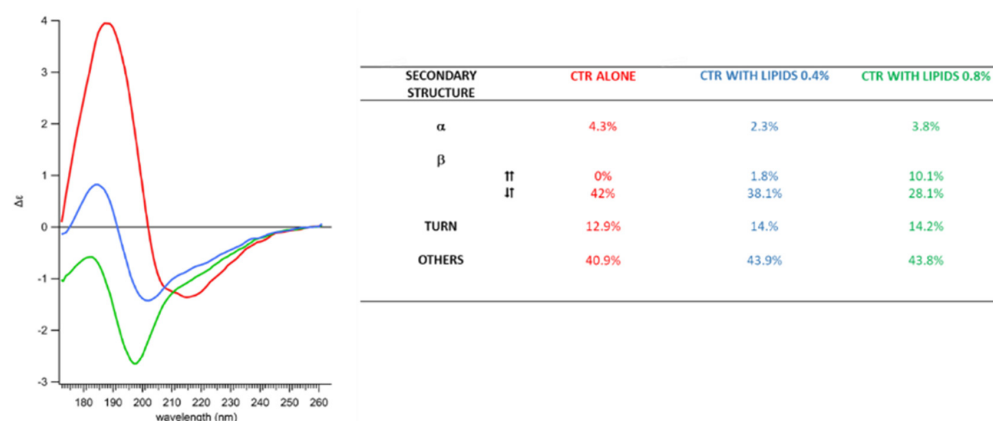 4
3
2
1
0
-1
-2
-3
Δε
180 190 200 210 220 230 240 250 260
wavelength (nm)
SECONDARY STRUCTURE CTR ALONE CTR WITH LIPIDS 0.4% CTR WITH LIPIDS 0.8%
α 4.3% 2.3% 3.8%
β
⇈ 0% 1.8% 10.1%
⇵ 42% 38.1% 28.1%
TURN 12.9% 14.% 14.2%
OTHERS 40.9% 43.9% 43.8%